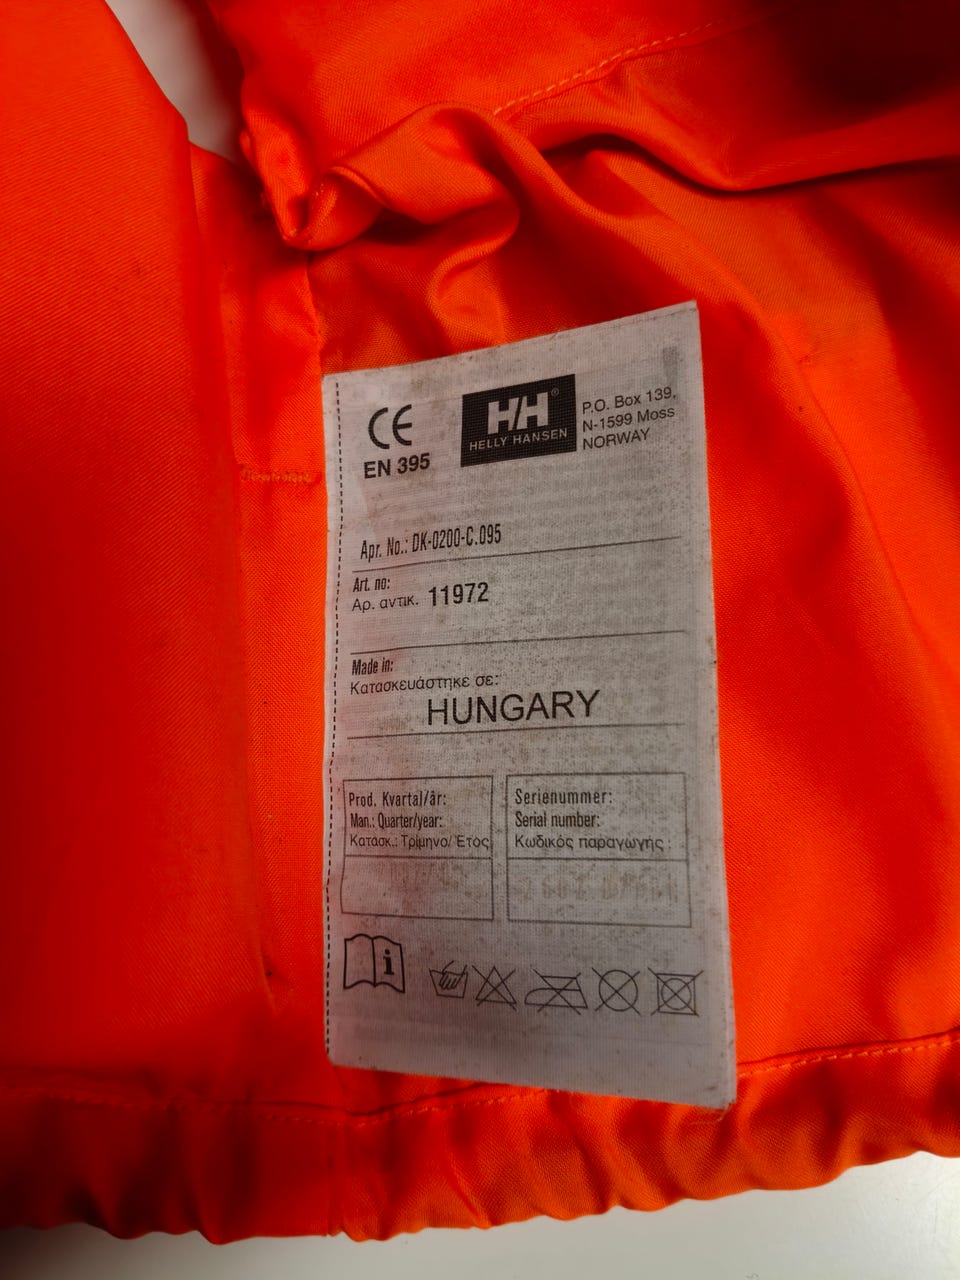 CE
EN 395
HH®
HELLY HANSEN
P.O. Box 139,
N-1599 Moss
NORWAY
Apr. No.: DK-0200-C.095
Art. no:
Αρ. αντικ. 11972
Made in:
Κατασκευάστηκε σε:
HUNGARY
Prod. Kvartal/år:
Man.: Quarter/year:
Κατασκ.: Τρίμηνο/ Έτος
Serienummer:
Serial number:
Κωδικός παραγωγής :
i